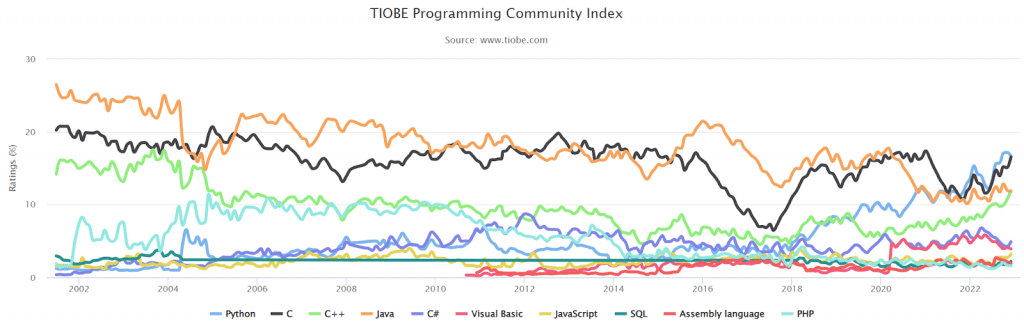 TIOBE Programming Community Index
Source: www.tiobe.com
30
20
10
0
Ratings (%)
2002 2004 2006 2008 2010 2012 2014 2016 2018 2020 2022
Python C C++ Java C# Visual Basic JavaScript SQL Assembly language PHP